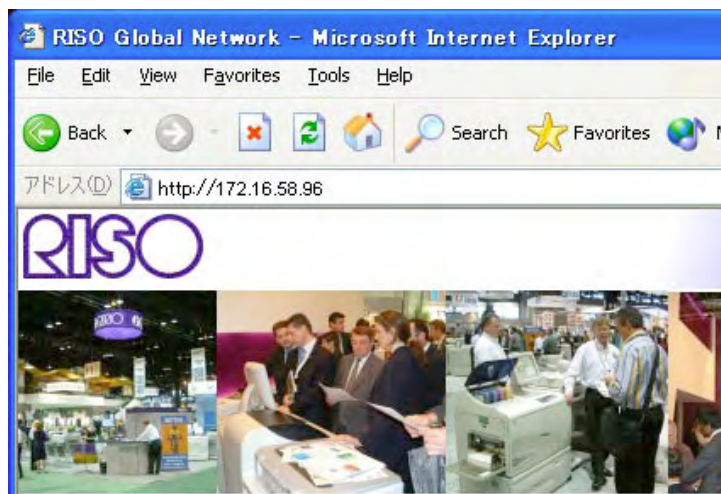 RISO Global Network - Microsoft Internet Explorer
File Edit View Favorites Tools Help
Back Search Favorites
アドレス(D) http://172.16.58.96
RISO
RISO